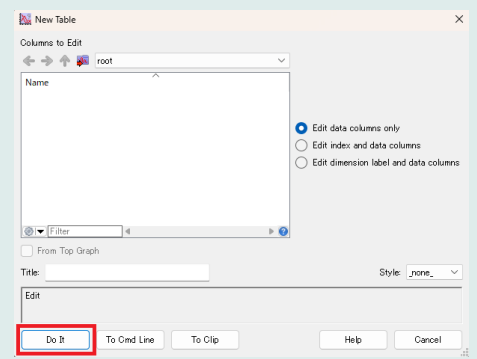 New Table
Columns to Edit
root
Name
Edit data columns only
Edit index and data columns
Edit dimension label and data columns
Filter
From Top Graph
Title:
Style: _none_
Edit
Do It To Cmd Line To Clip Help Cancel